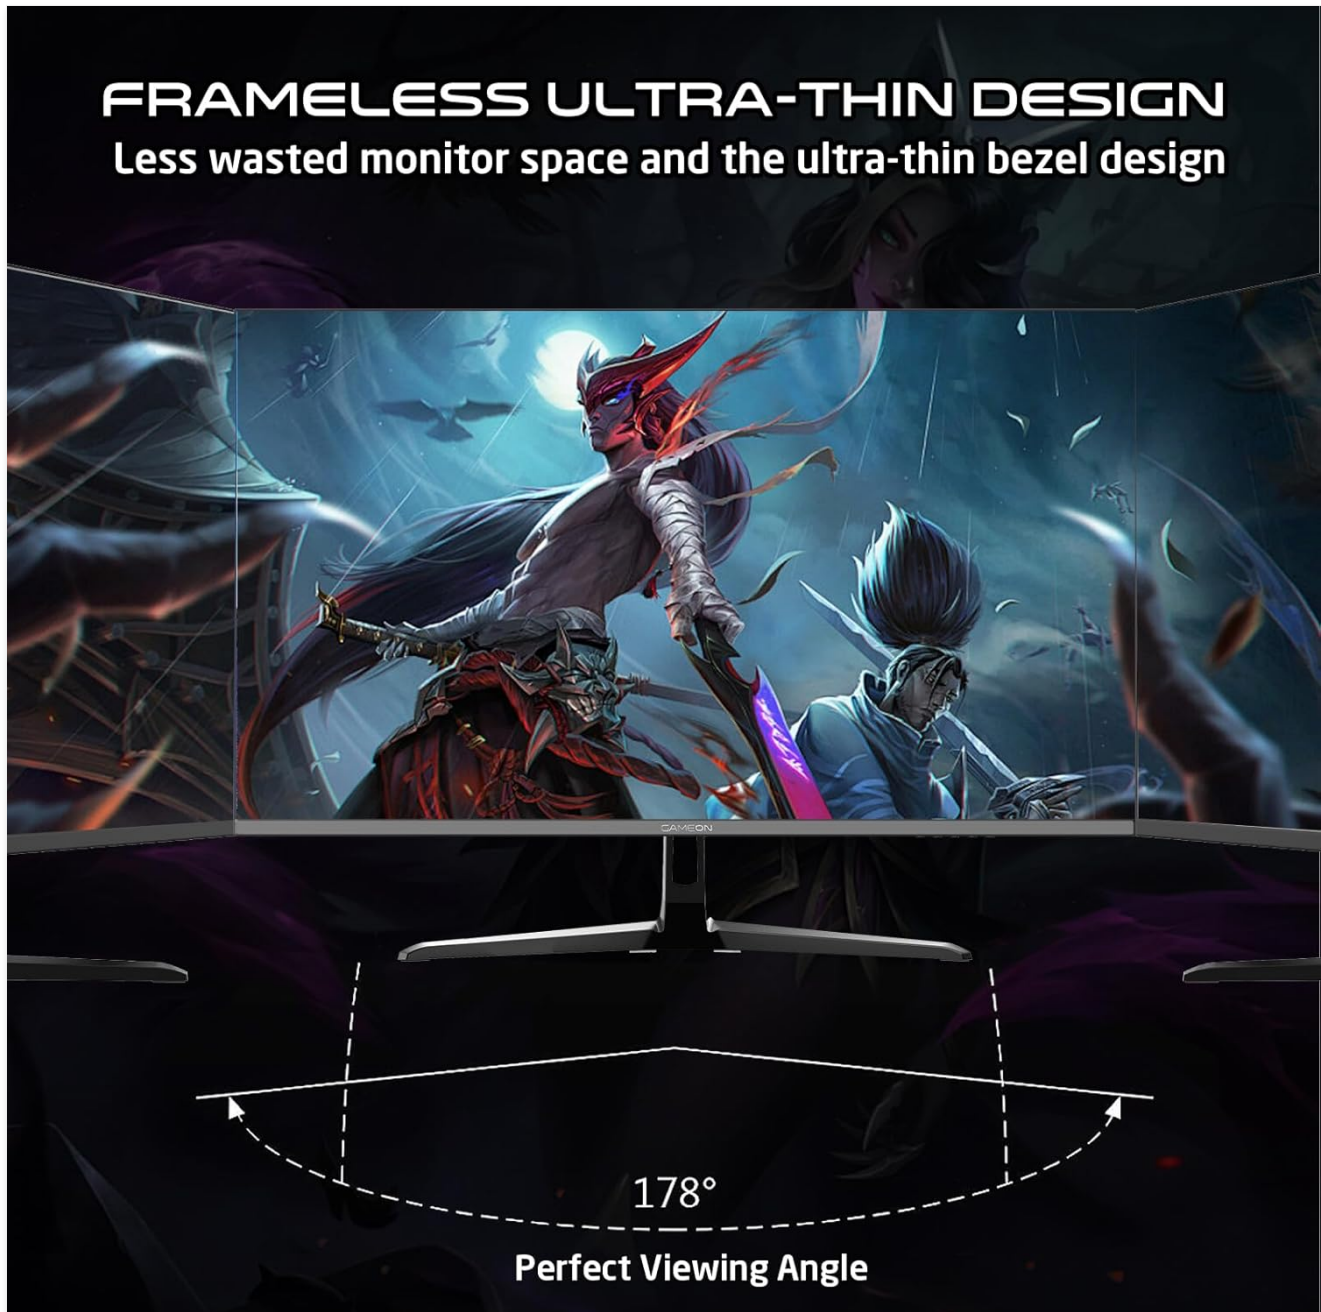 FRAMELESS ULTRA-THIN DESIGN
Less wasted monitor space and the ultra-thin bezel design
GAMEON
178°
Perfect Viewing Angle